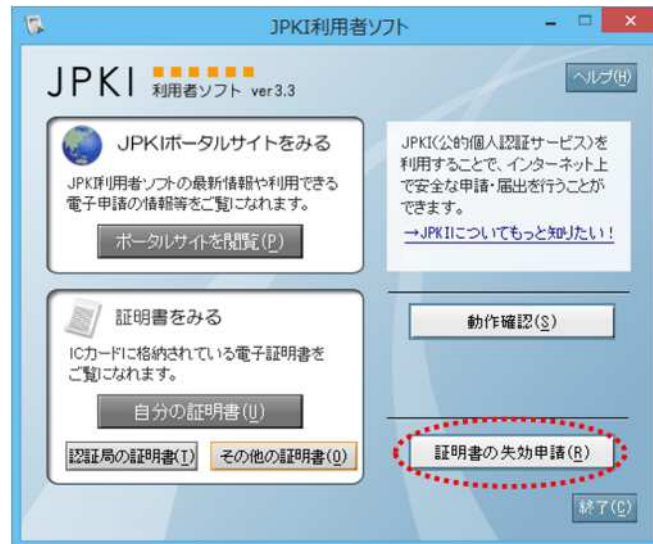 JPKI利用者ソフト
JPKI 利用者ソフト ver3.3
ヘルプ(H)
JPKIポータルサイトをみる
JPKI利用者ソフトの最新情報や利用できる
電子申請の情報等をご覧になれます。
ポータルサイトを閲覧(P)
JPKI(公的個人認証サービス)を
利用することで、インターネット上
で安全な申請・届出を行うことが
できます。
→JPKIについてもっと知りたい!
証明書をみる
ICカードに格納されている電子証明書を
ご覧になれます。
自分の証明書(U)
認証局の証明書(I)
その他の証明書(O)
動作確認(S)
証明書の失効申請(R)
終了(C)